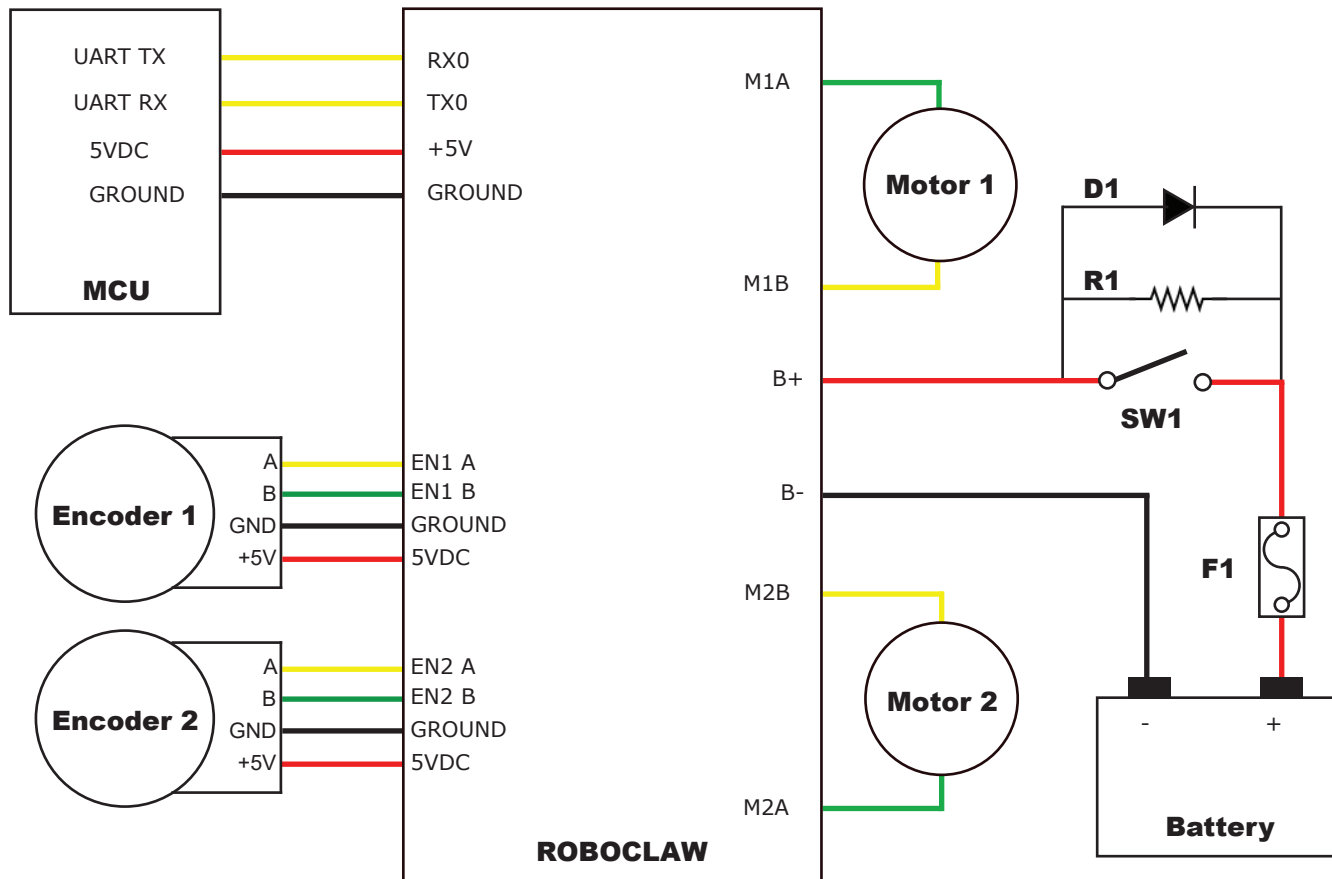 UART TX
UART RX
5VDC
GROUND
MCU
RX0
TX0
+5V
GROUND
M1A
Motor 1
M1B
D1
R1
B+
SW1
B-
F1
Encoder 1
A
B
GND
+5V
EN1 A
EN1 B
GROUND
5VDC
Encoder 2
A
B
GND
+5V
EN2 A
EN2 B
GROUND
5VDC
M2B
Motor 2
M2A
- +
Battery
ROBOCLAW